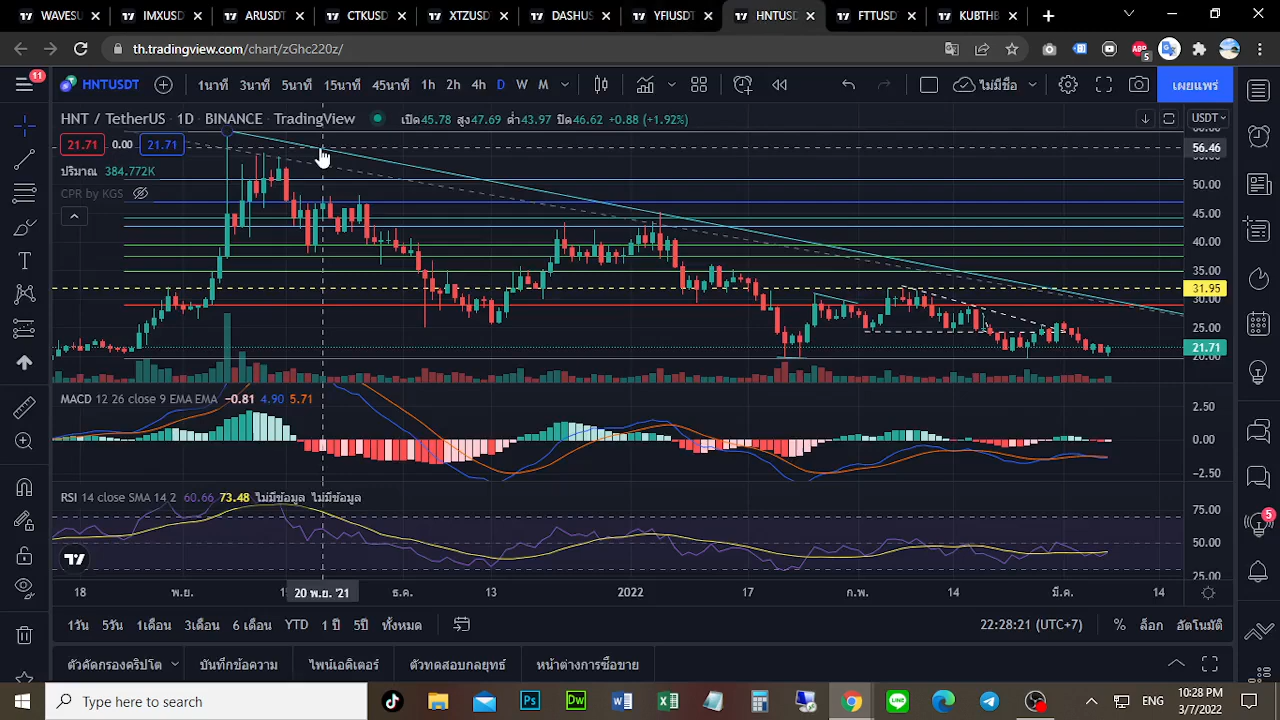 WAVESU
IMXUSD
ARUSDT
CTKUSD
XTZUSD
DASHUS
YFIUSDT
HNTUSD
FTTUSDT
KUBTHB
th.tradingview.com/chart/zGhc220z/
11
HNTUSDT 1นาที 3นาที 5นาที 15นาที 45นาที 1h 2h 4h D W M ไม่มีชื่อ เผยแพร่
HNT / TetherUS · 1D · BINANCE · TradingView เปิด45.78 สูง47.69 ต่ำ43.97 ปิด46.62 +0.88 (+1.92%) USDT
21.71 0.00 21.71
ปริมาณ 384.772K
CPR by KGS
60.00
56.46
55.00
50.00
45.00
40.00
35.00
31.95
30.00
25.00
21.71
20.00
MACD 12 26 close 9 EMA EMA −0.81 4.90 5.71
2.50
0.00
−2.50
RSI 14 close SMA 14 2 60.66 73.48 ไม่มีข้อมูล ไม่มีข้อมูล
75.00
50.00
25.00
5
5
18 พ.ย. 20 พ.ย. '21 ธ.ค. 13 2022 17 ก.พ. 14 มี.ค. 14
1วัน 5วัน 1เดือน 3เดือน 6 เดือน YTD 1 ปี 5ปี ทั้งหมด 22:28:21 (UTC+7) % ล็อก อัตโนมัติ
ตัวคัดกรองคริปโต บันทึกข้อความ ไพน์เอดิเตอร์ ตัวทดสอบกลยุทธ์ หน้าต่างการซื้อขาย
Type here to search
Ps
Dw
ENG
10:28 PM
3/7/2022